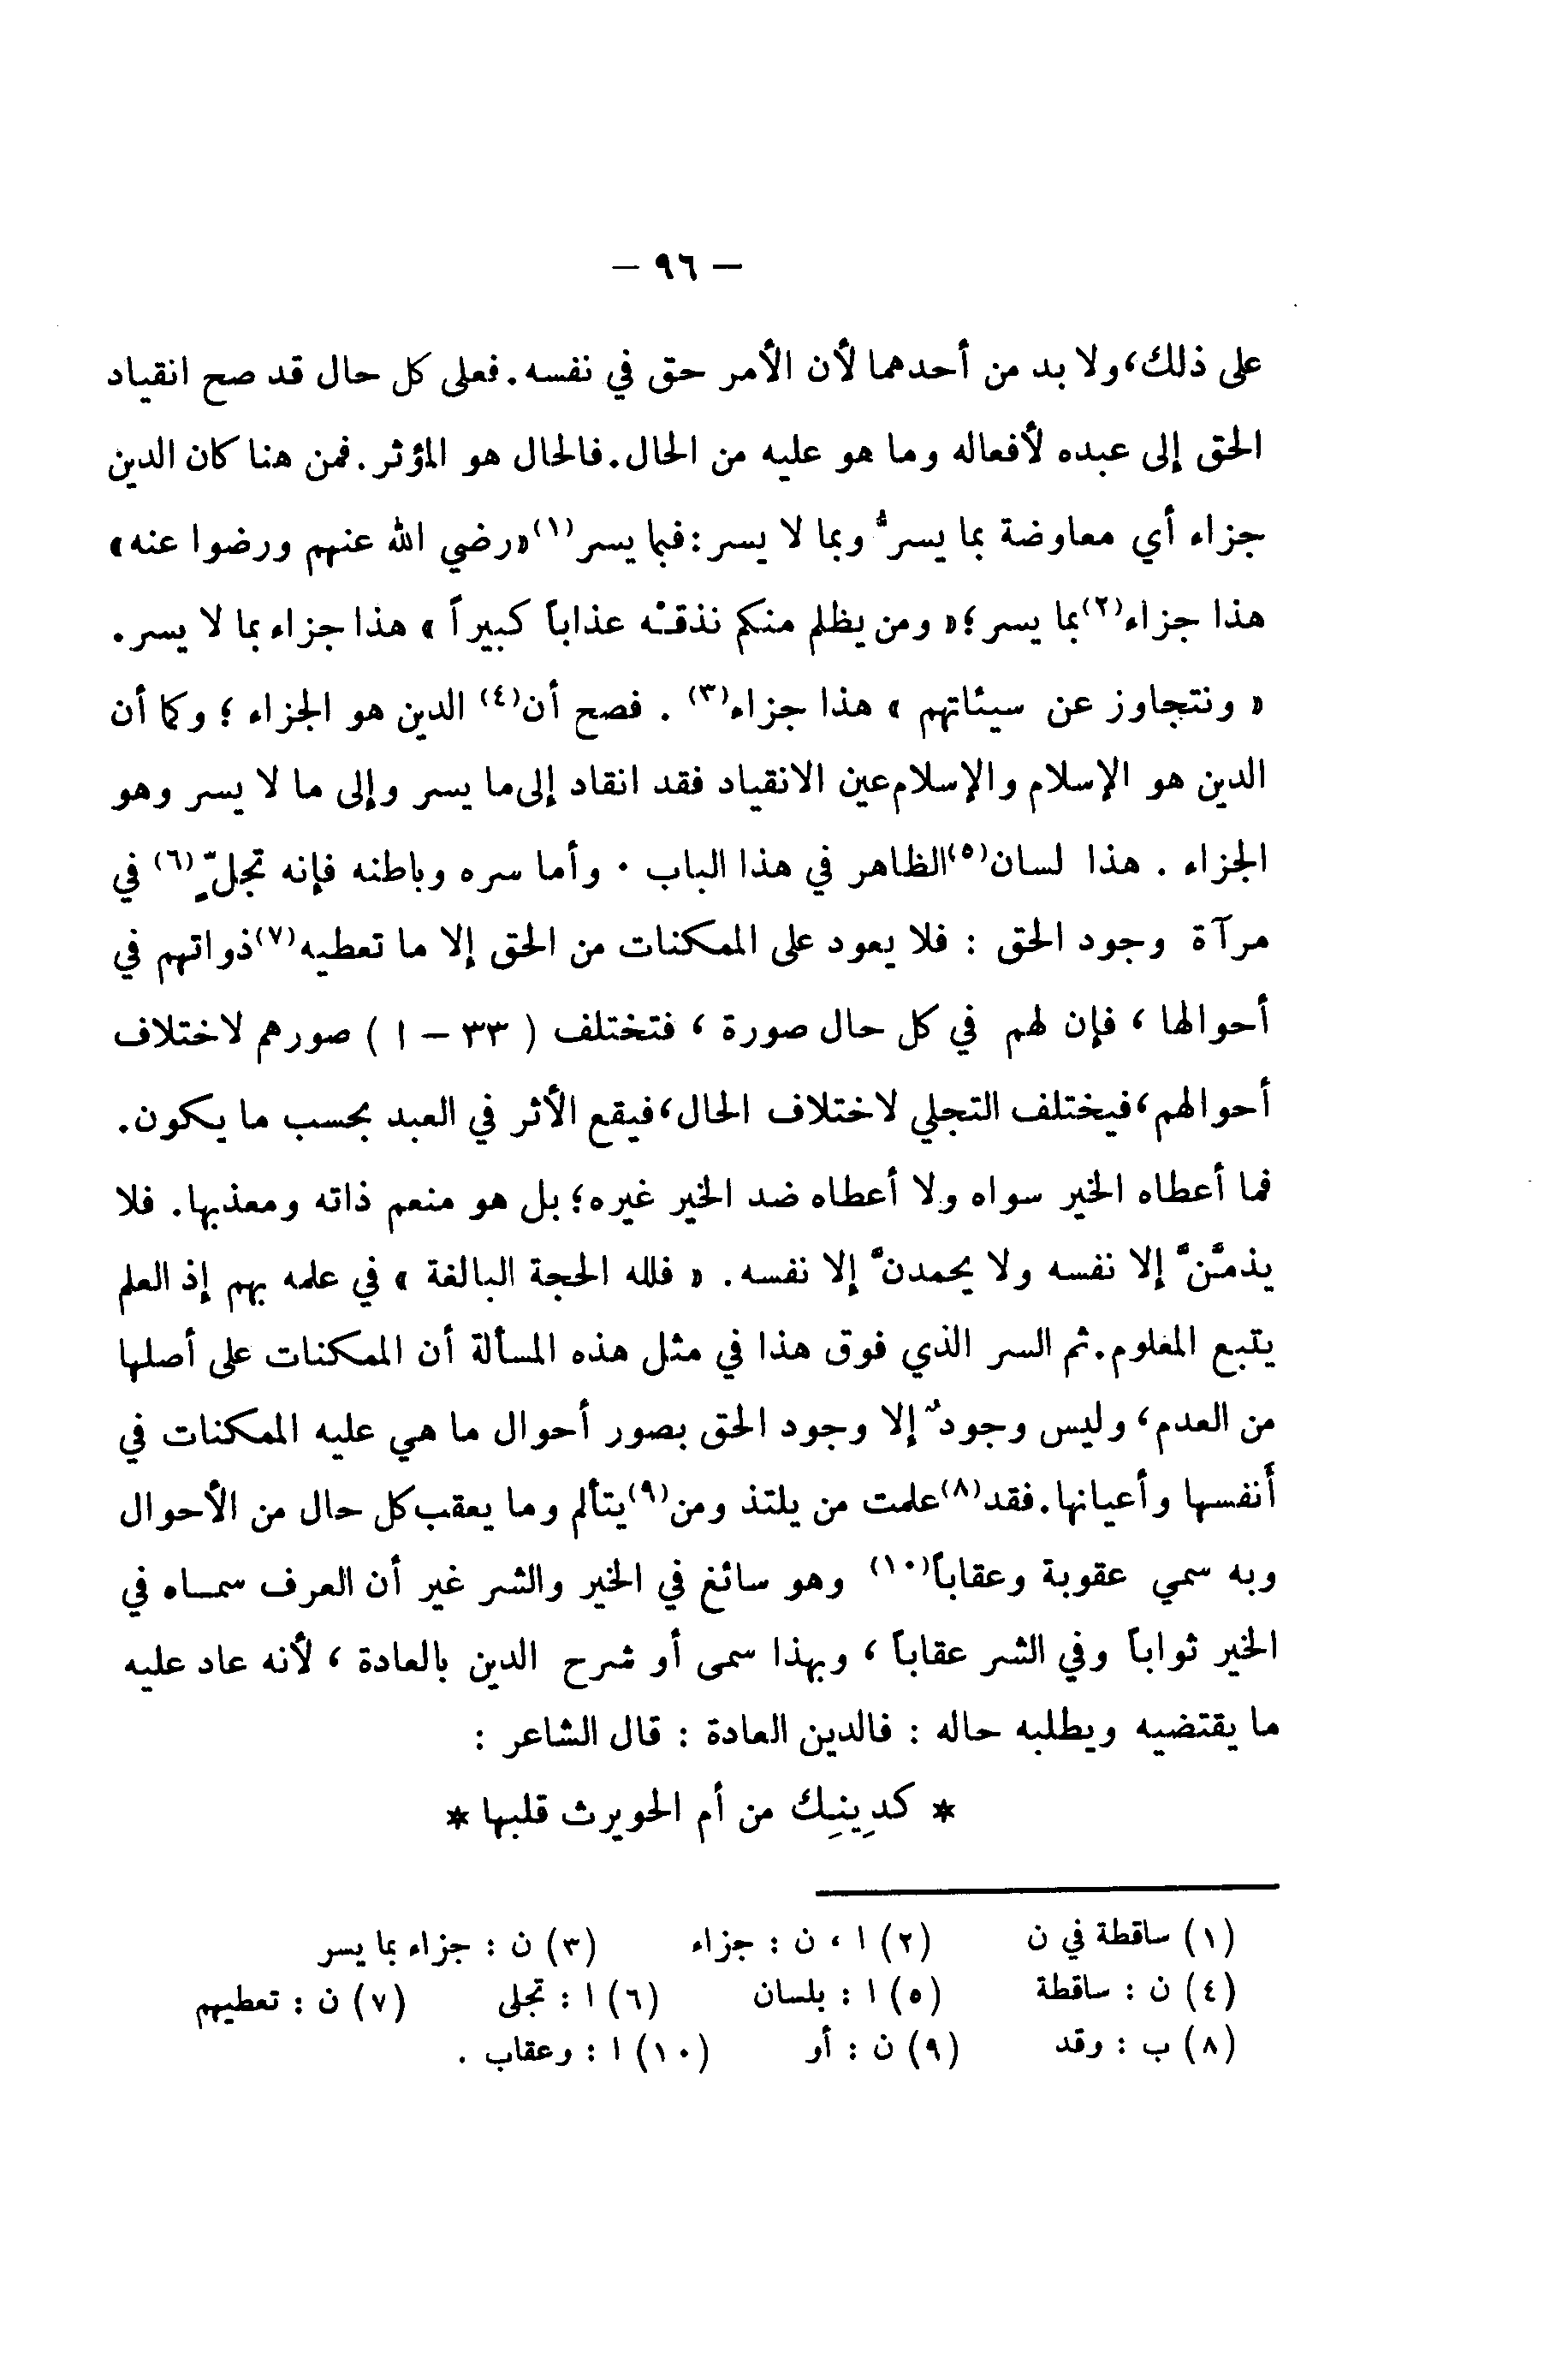 — ٩٦ —
على ذلك، ولا بد من أحدهما لأن الأمر حق في نفسه. فعلى كل حال قد صح انقياد
الحق إلى عبده لأفعاله وما هو عليه من الحال. فالحال هو المؤثر. فمن هنا كان الدين
جزاء أي معاوضة بما يسرُّ وبما لا يسر: فبما يسر(١) «رضي الله عنهم ورضوا عنه»
هذا جزاء(٢) بما يسر؛ « ومن يظلم منكم نذقْه عذاباً كبيراً » هذا جزاء بما لا يسر.
« ونتجاوز عن سيئاتهم » هذا جزاء(٣) . فصح أن(٤) الدين هو الجزاء ؛ وكما أن
الدين هو الإسلام والإسلام عين الانقياد فقد انقاد إلى ما يسر وإلى ما لا يسر وهو
الجزاء . هذا لسان(٥) الظاهر في هذا الباب . وأما سره وباطنه فإنه تجلٍّ(٦) في
مرآة وجود الحق : فلا يعود على الممكنات من الحق إلا ما تعطيه(٧) ذواتهم في
أحوالها ، فإن لهم في كل حال صورة ، فتختلف ( ٣٣ — ا ) صورهم لاختلاف
أحوالهم، فيختلف التجلي لاختلاف الحال، فيقع الأثر في العبد بحسب ما يكون.
فما أعطاه الخير سواه ولا أعطاه ضد الخير غيره؛ بل هو منعم ذاته ومعذبها. فلا
يذمَّنَّ إلا نفسه ولا يحمدنَّ إلا نفسه. « فلله الحجة البالغة » في علمه بهم إذ العلم
يتبع المعلوم. ثم السر الذي فوق هذا في مثل هذه المسألة أن الممكنات على أصلها
من العدم، وليس وجودٌ إلا وجود الحق بصور أحوال ما هي عليه الممكنات في
أنفسها وأعيانها. فقد(٨) علمت من يلتذ ومن(٩) يتألم وما يعقب كل حال من الأحوال
وبه سمي عقوبة وعقاباً(١٠) وهو سائغ في الخير والشر غير أن العرف سمـاه في
الخير ثواباً وفي الشر عقاباً ، وبهذا سمى أو شرح الدين بالعادة ، لأنه عاد عليه
ما يقتضيه ويطلبه حاله : فالدين العادة : قال الشاعر :
* كدِينِك من أم الحويرث قلبها *
(١) ساقطة في ن (٢) ا ، ن : جزاء (٣) ن : جزاء بما يسر
(٤) ن : ساقطة (٥) ا : بلسان (٦) ا : تجلى (٧) ن : تعطيهم
(٨) ب : وقد (٩) ن : أو (١٠) ا : وعقاب .